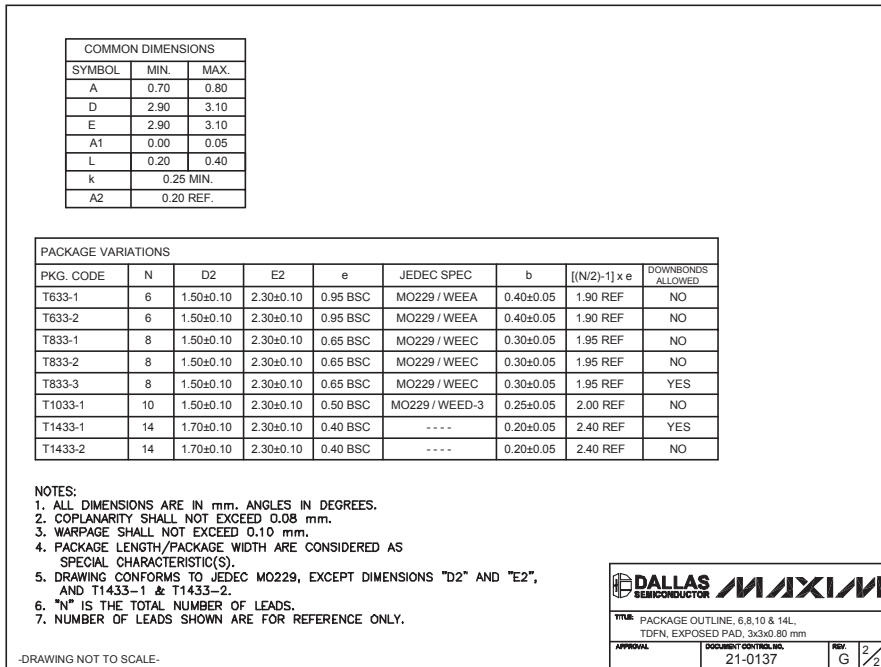 COMMON DIMENSIONS
SYMBOL MIN. MAX.
A 0.70 0.80
D 2.90 3.10
E 2.90 3.10
A1 0.00 0.05
L 0.20 0.40
k 0.25 MIN.
A2 0.20 REF.
PACKAGE VARIATIONS
PKG. CODE N D2 E2 e JEDEC SPEC b [(N/2)-1] x e DOWNBONDS ALLOWED
T633-1 6 1.50±0.10 2.30±0.10 0.95 BSC MO229 / WEEA 0.40±0.05 1.90 REF NO
T633-2 6 1.50±0.10 2.30±0.10 0.95 BSC MO229 / WEEA 0.40±0.05 1.90 REF NO
T833-1 8 1.50±0.10 2.30±0.10 0.65 BSC MO229 / WEEC 0.30±0.05 1.95 REF NO
T833-2 8 1.50±0.10 2.30±0.10 0.65 BSC MO229 / WEEC 0.30±0.05 1.95 REF NO
T833-3 8 1.50±0.10 2.30±0.10 0.65 BSC MO229 / WEEC 0.30±0.05 1.95 REF YES
T1033-1 10 1.50±0.10 2.30±0.10 0.50 BSC MO229 / WEED-3 0.25±0.05 2.00 REF NO
T1433-1 14 1.70±0.10 2.30±0.10 0.40 BSC - - - - 0.20±0.05 2.40 REF YES
T1433-2 14 1.70±0.10 2.30±0.10 0.40 BSC - - - - 0.20±0.05 2.40 REF NO
NOTES:
1. ALL DIMENSIONS ARE IN mm. ANGLES IN DEGREES.
2. COPLANARITY SHALL NOT EXCEED 0.08 mm.
3. WARPAGE SHALL NOT EXCEED 0.10 mm.
4. PACKAGE LENGTH/PACKAGE WIDTH ARE CONSIDERED AS
SPECIAL CHARACTERISTIC(S).
5. DRAWING CONFORMS TO JEDEC MO229, EXCEPT DIMENSIONS "D2" AND "E2",
AND T1433-1 & T1433-2.
6. "N" IS THE TOTAL NUMBER OF LEADS.
7. NUMBER OF LEADS SHOWN ARE FOR REFERENCE ONLY.
-DRAWING NOT TO SCALE-
DALLAS SEMICONDUCTOR MAXIM
TITLE: PACKAGE OUTLINE, 6,8,10 & 14L,
TDFN, EXPOSED PAD, 3x3x0.80 mm
APPROVAL DOCUMENT CONTROL NO. REV.
21-0137 G 2/2